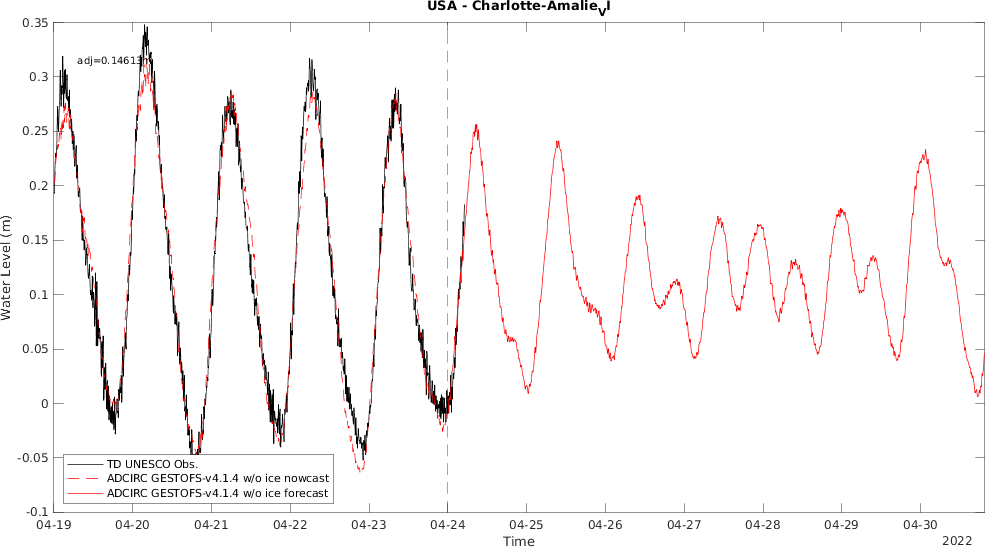 USA - Charlotte-AmalieVI
adj=0.14613
Water Level (m)
0.35
0.3
0.25
0.2
0.15
0.1
0.05
0
-0.05
-0.1
TD UNESCO Obs.
ADCIRC GESTOFS-v4.1.4 w/o ice nowcast
ADCIRC GESTOFS-v4.1.4 w/o ice forecast
04-19 04-20 04-21 04-22 04-23 04-24 04-25 04-26 04-27 04-28 04-29 04-30
Time
2022